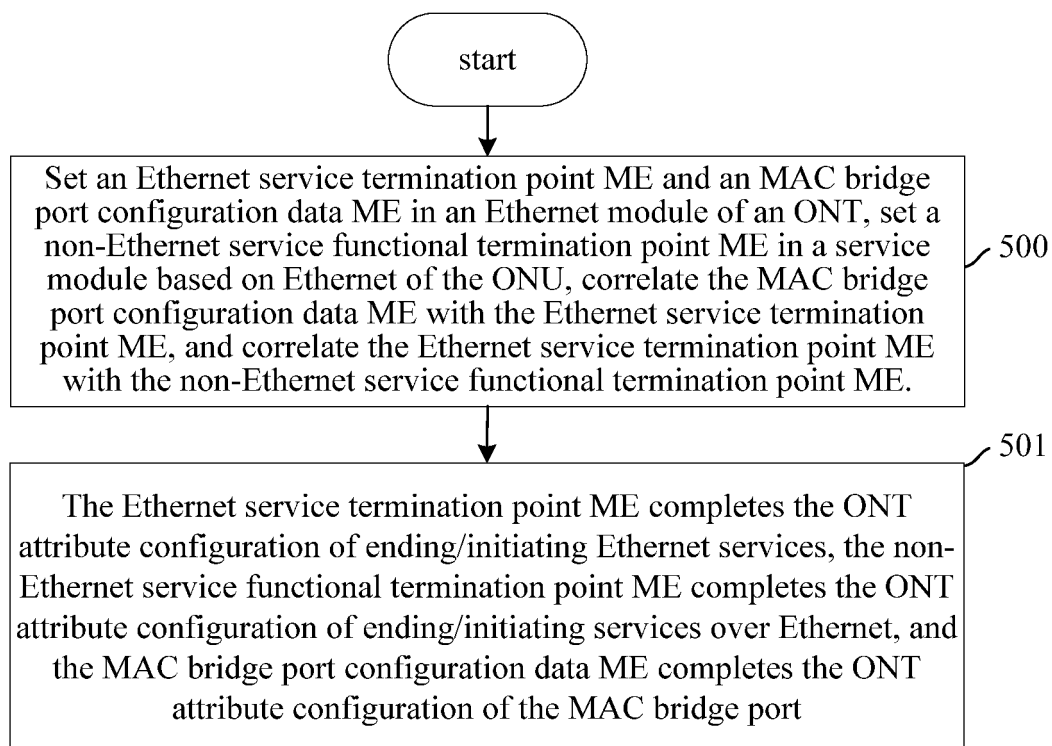 start
Set an Ethernet service termination point ME and an MAC bridge
port configuration data ME in an Ethernet module of an ONT, set a
non-Ethernet service functional termination point ME in a service
module based on Ethernet of the ONU, correlate the MAC bridge
port configuration data ME with the Ethernet service termination
point ME, and correlate the Ethernet service termination point ME
with the non-Ethernet service functional termination point ME.
500
501
The Ethernet service termination point ME completes the ONT
attribute configuration of ending/initiating Ethernet services, the non-
Ethernet service functional termination point ME completes the ONT
attribute configuration of ending/initiating services over Ethernet, and
the MAC bridge port configuration data ME completes the ONT
attribute configuration of the MAC bridge port